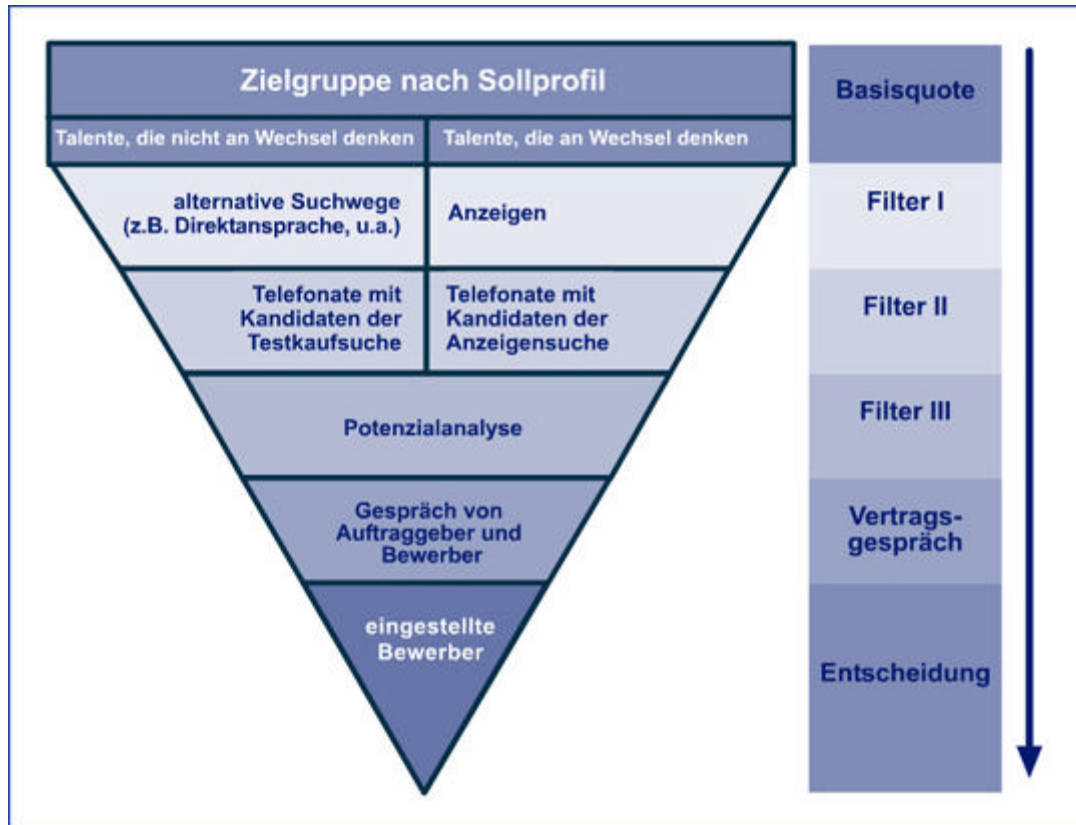 Zielgruppe nach Sollprofil
Talente, die nicht an Wechsel denken
Talente, die an Wechsel denken
alternative Suchwege
(z.B. Direktansprache, u.a.)
Anzeigen
Telefonate mit
Kandidaten der
Testkaufsuche
Telefonate mit
Kandidaten der
Anzeigensuche
Potenzialanalyse
Gespräch von
Auftraggeber und
Bewerber
eingestellte
Bewerber
Basisquote
Filter I
Filter II
Filter III
Vertrags-
gespräch
Entscheidung